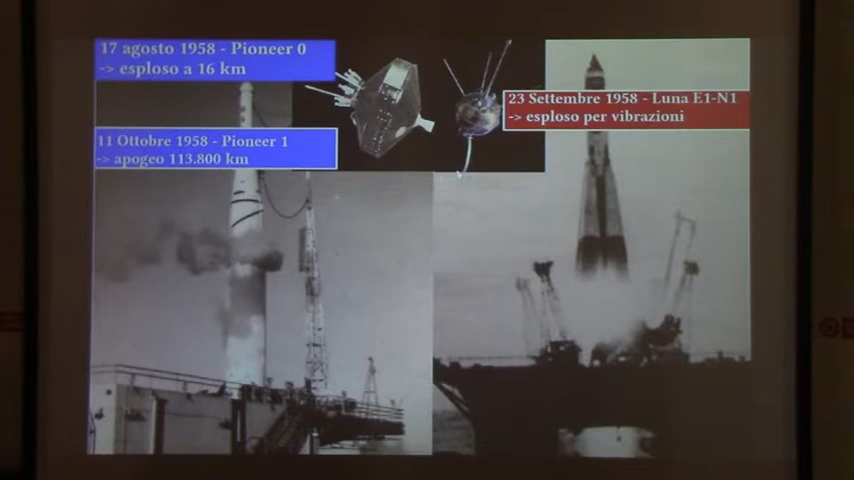 17 agosto 1958 - Pioneer 0
-> esploso a 16 km
11 Ottobre 1958 - Pioneer 1
-> apogeo 113.800 km
23 Settembre 1958 - Luna E1-N1
-> esploso per vibrazioni